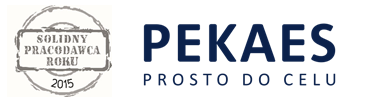 SOLIDNY
PRACODAWCA
ROKU
2015
PEKAES
PROSTO DO CELU